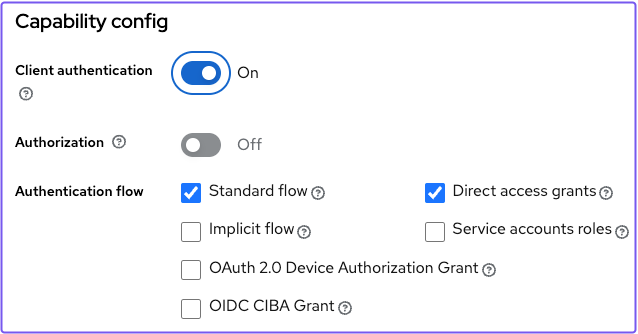 Capability config
Client authentication
On
Authorization
Off
Authentication flow
Standard flow
Direct access grants
Implicit flow
Service accounts roles
OAuth 2.0 Device Authorization Grant
OIDC CIBA Grant